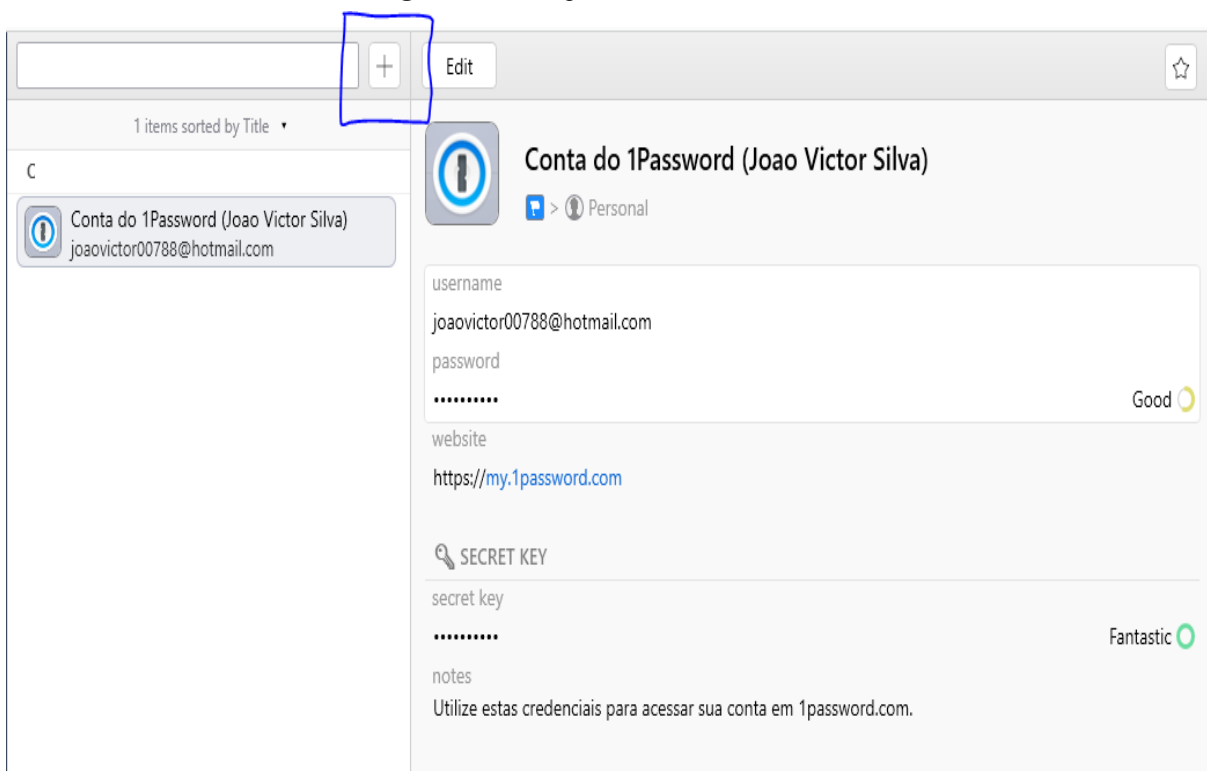 Edit
1 items sorted by Title
C
Conta do 1Password (Joao Victor Silva)
joaovictor00788@hotmail.com
Conta do 1Password (Joao Victor Silva)
> Personal
username
joaovictor00788@hotmail.com
password
••••••••••
Good
website
https://my.1password.com
SECRET KEY
secret key
••••••••••
Fantastic
notes
Utilize estas credenciais para acessar sua conta em 1password.com.